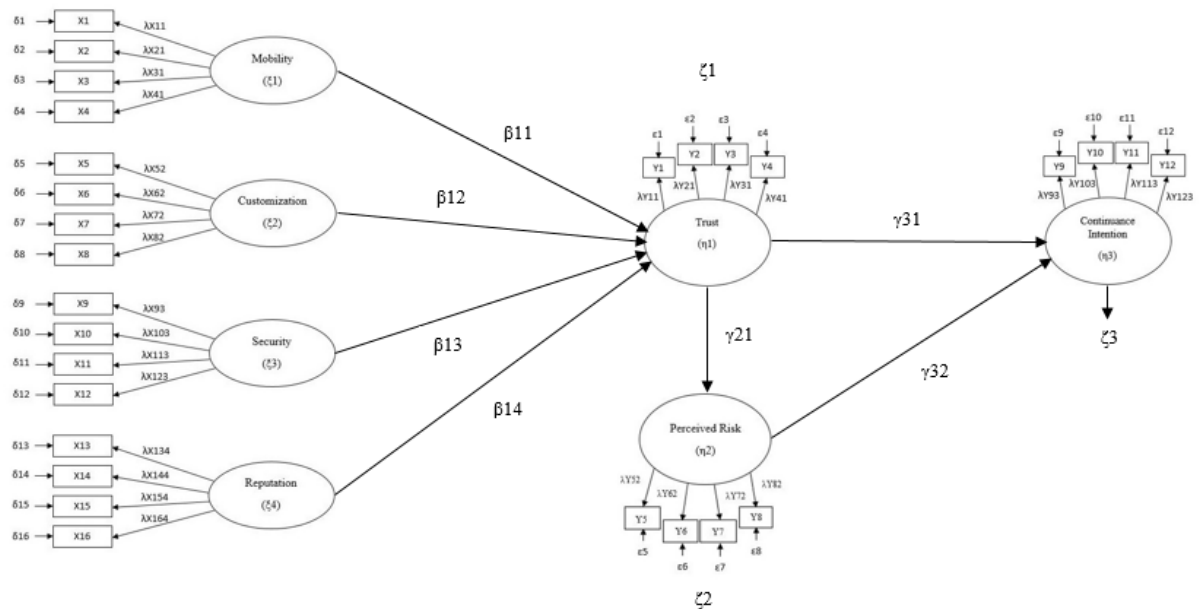 δ1
X1
λX11
δ2
X2
λX21
δ3
X3
λX31
δ4
X4
λX41
Mobility
(ξ1)
δ5
X5
λX52
δ6
X6
λX62
δ7
X7
λX72
δ8
X8
λX82
Customization
(ξ2)
δ9
X9
λX93
δ10
X10
λX103
δ11
X11
λX113
δ12
X12
λX123
Security
(ξ3)
δ13
X13
λX134
δ14
X14
λX144
δ15
X15
λX154
δ16
X16
λX164
Reputation
(ξ4)
β11
β12
β13
β14
ζ1
ε1
ε2
ε3
ε4
Y1
Y2
Y3
Y4
λY11
λY21
λY31
λY41
Trust
(η1)
γ21
γ31
γ32
Perceived Risk
(η2)
λY52
λY62
λY72
λY82
Y5
Y6
Y7
Y8
ε5
ε6
ε7
ε8
ζ2
ε9
ε10
ε11
ε12
Y9
Y10
Y11
Y12
λY93
λY103
λY113
λY123
Continuance
Intention
(η3)
ζ3